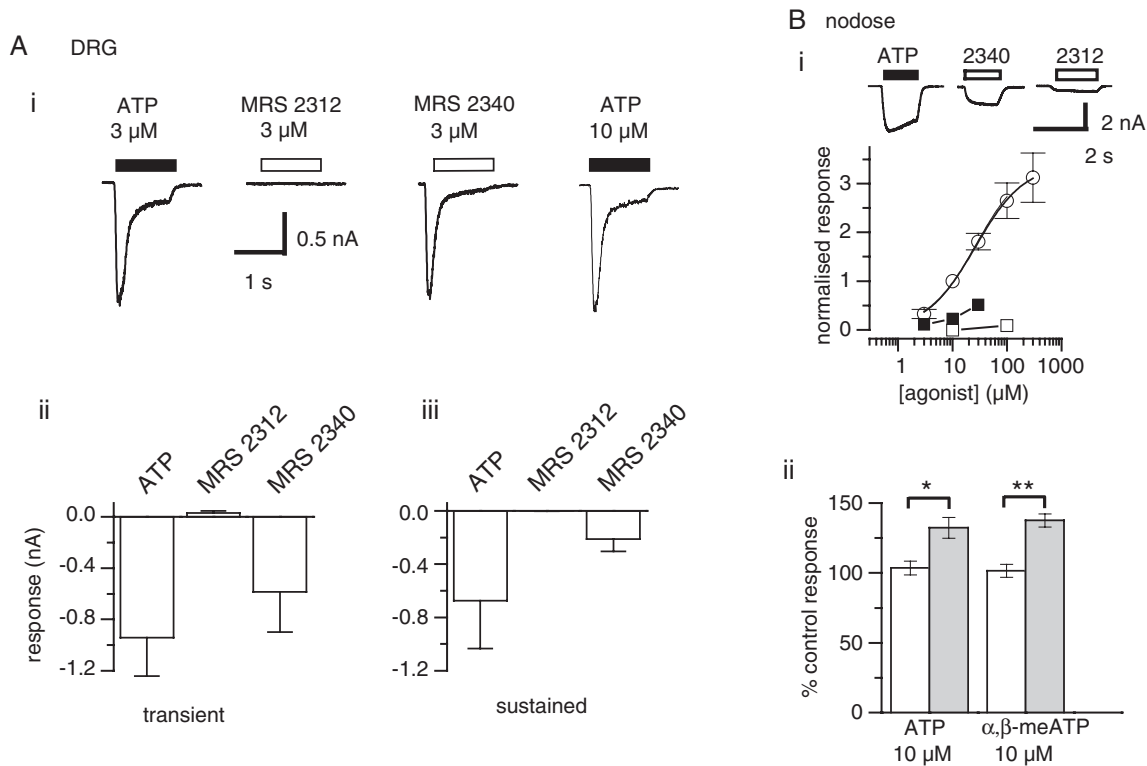 A DRG
i
ATP
3 µM
MRS 2312
3 µM
MRS 2340
3 µM
ATP
10 µM
0.5 nA
1 s
ii
ATP
MRS 2312
MRS 2340
0.0
-0.4
-0.8
-1.2
response (nA)
transient
iii
ATP
MRS 2312
MRS 2340
0.0
-0.4
-0.8
-1.2
sustained
B nodose
i
ATP
2340
2312
2 nA
2 s
normalised response
3
2
1
0
1 10 100 1000
[agonist] (µM)
ii
* **
% control response
150
100
50
0
ATP
10 µM
α,β-meATP
10 µM